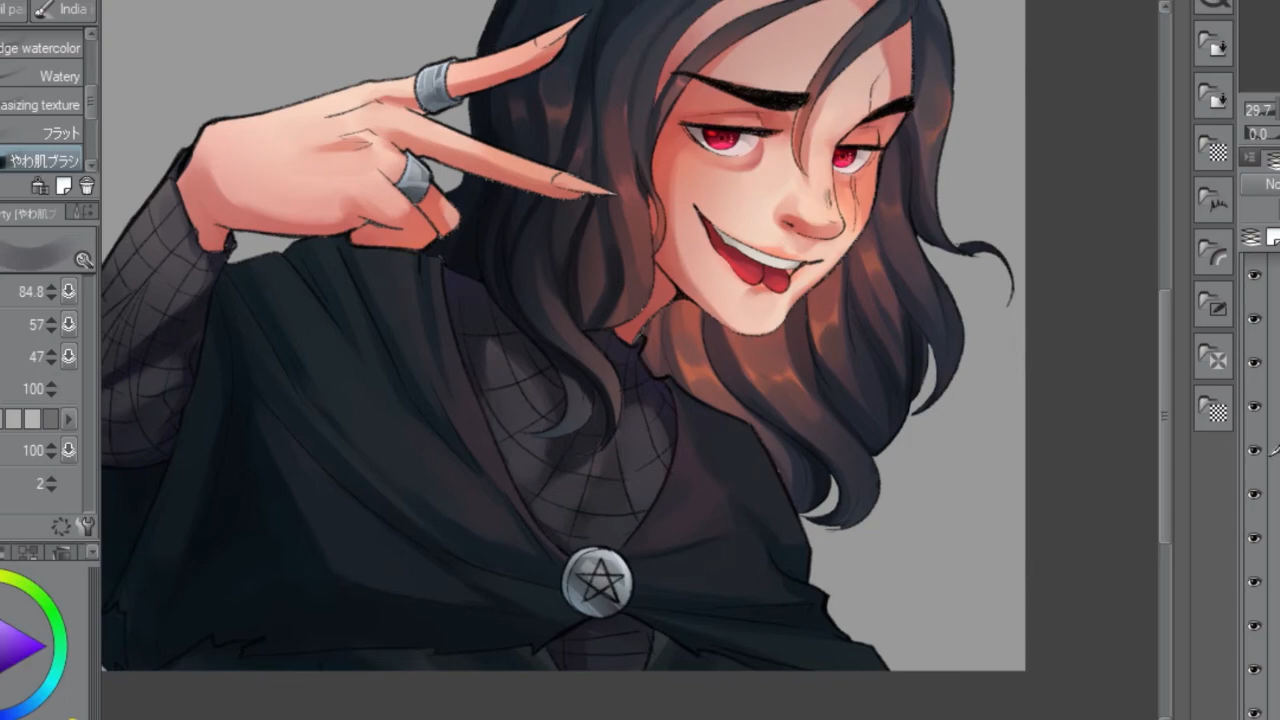 il pa
India
dge watercolor
Watery
asizing texture
フラット
やわ肌ブラシ
rty [やわ肌ブ
84.8
57
47
100
100
2
29.7
0.0
No